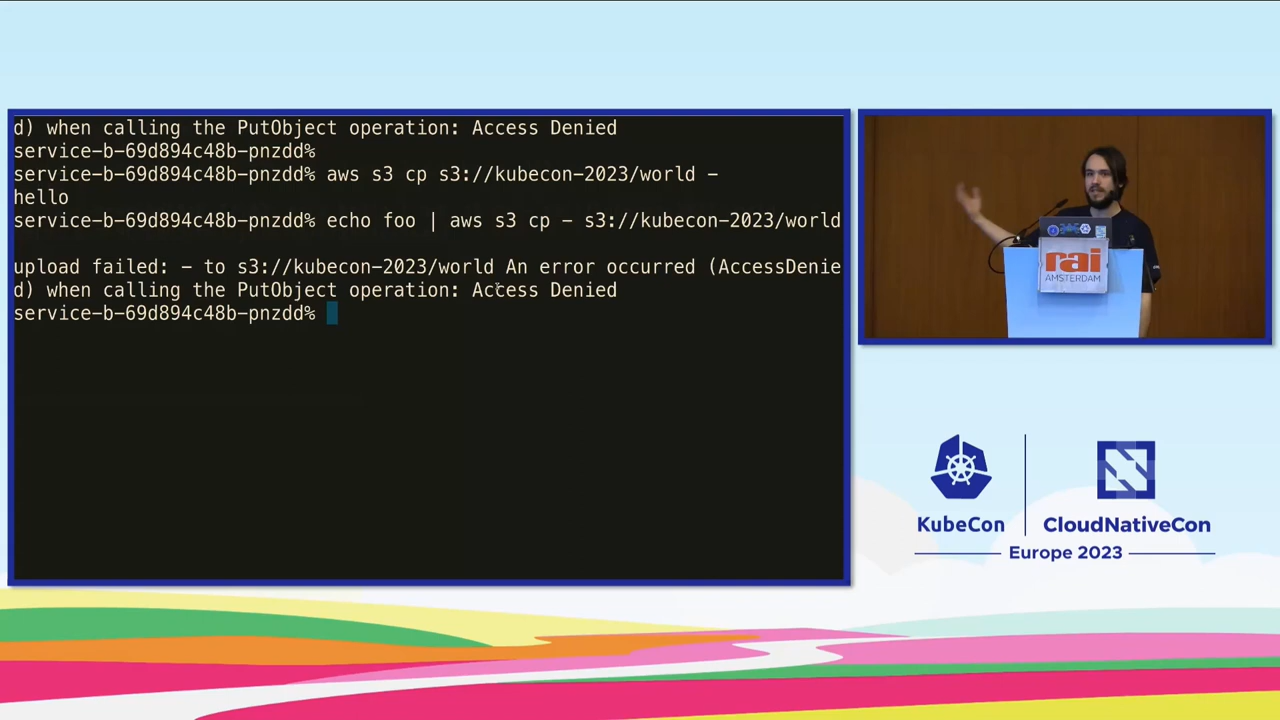 d) when calling the PutObject operation: Access Denied
service-b-69d894c48b-pnzdd%
service-b-69d894c48b-pnzdd% aws s3 cp s3://kubecon-2023/world -
hello
service-b-69d894c48b-pnzdd% echo foo | aws s3 cp - s3://kubecon-2023/world
upload failed: - to s3://kubecon-2023/world An error occurred (AccessDenie
d) when calling the PutObject operation: Access Denied
service-b-69d894c48b-pnzdd%
rai
AMSTERDAM
KubeCon
CloudNativeCon
Europe 2023